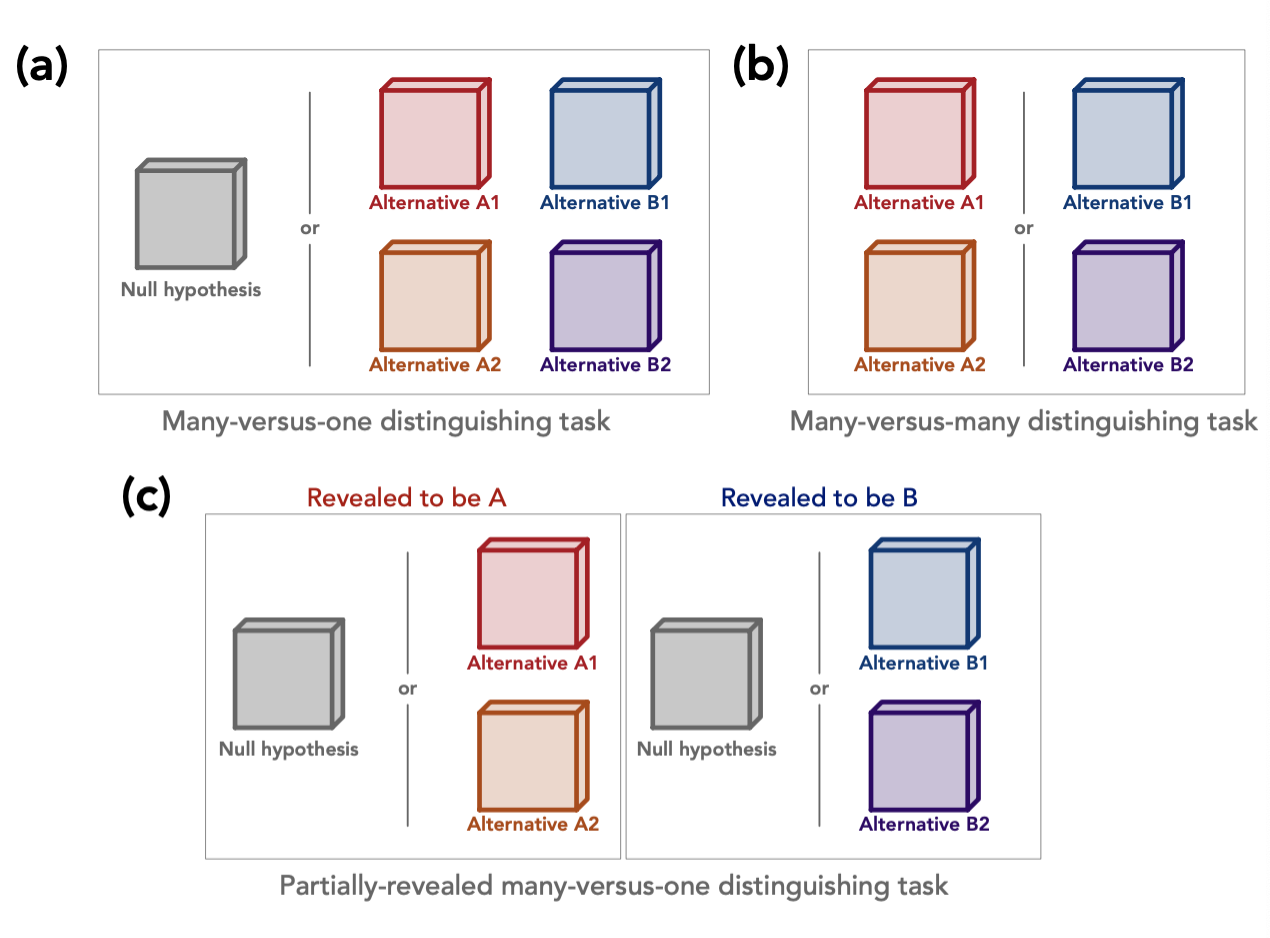 (a)
Null hypothesis
or
Alternative A1
Alternative B1
Alternative A2
Alternative B2
Many-versus-one distinguishing task
(b)
Alternative A1
or
Alternative B1
Alternative A2
Alternative B2
Many-versus-many distinguishing task
(c)
Revealed to be A
Null hypothesis
or
Alternative A1
Alternative A2
Revealed to be B
Null hypothesis
or
Alternative B1
Alternative B2
Partially-revealed many-versus-one distinguishing task